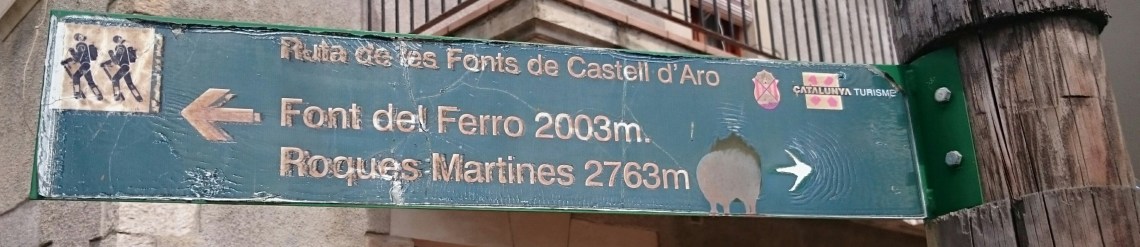 Ruta de les Fonts de Castell d'Aro
CATALUNYA TURISME
Font del Ferro 2003m.
Roques Martines 2763m